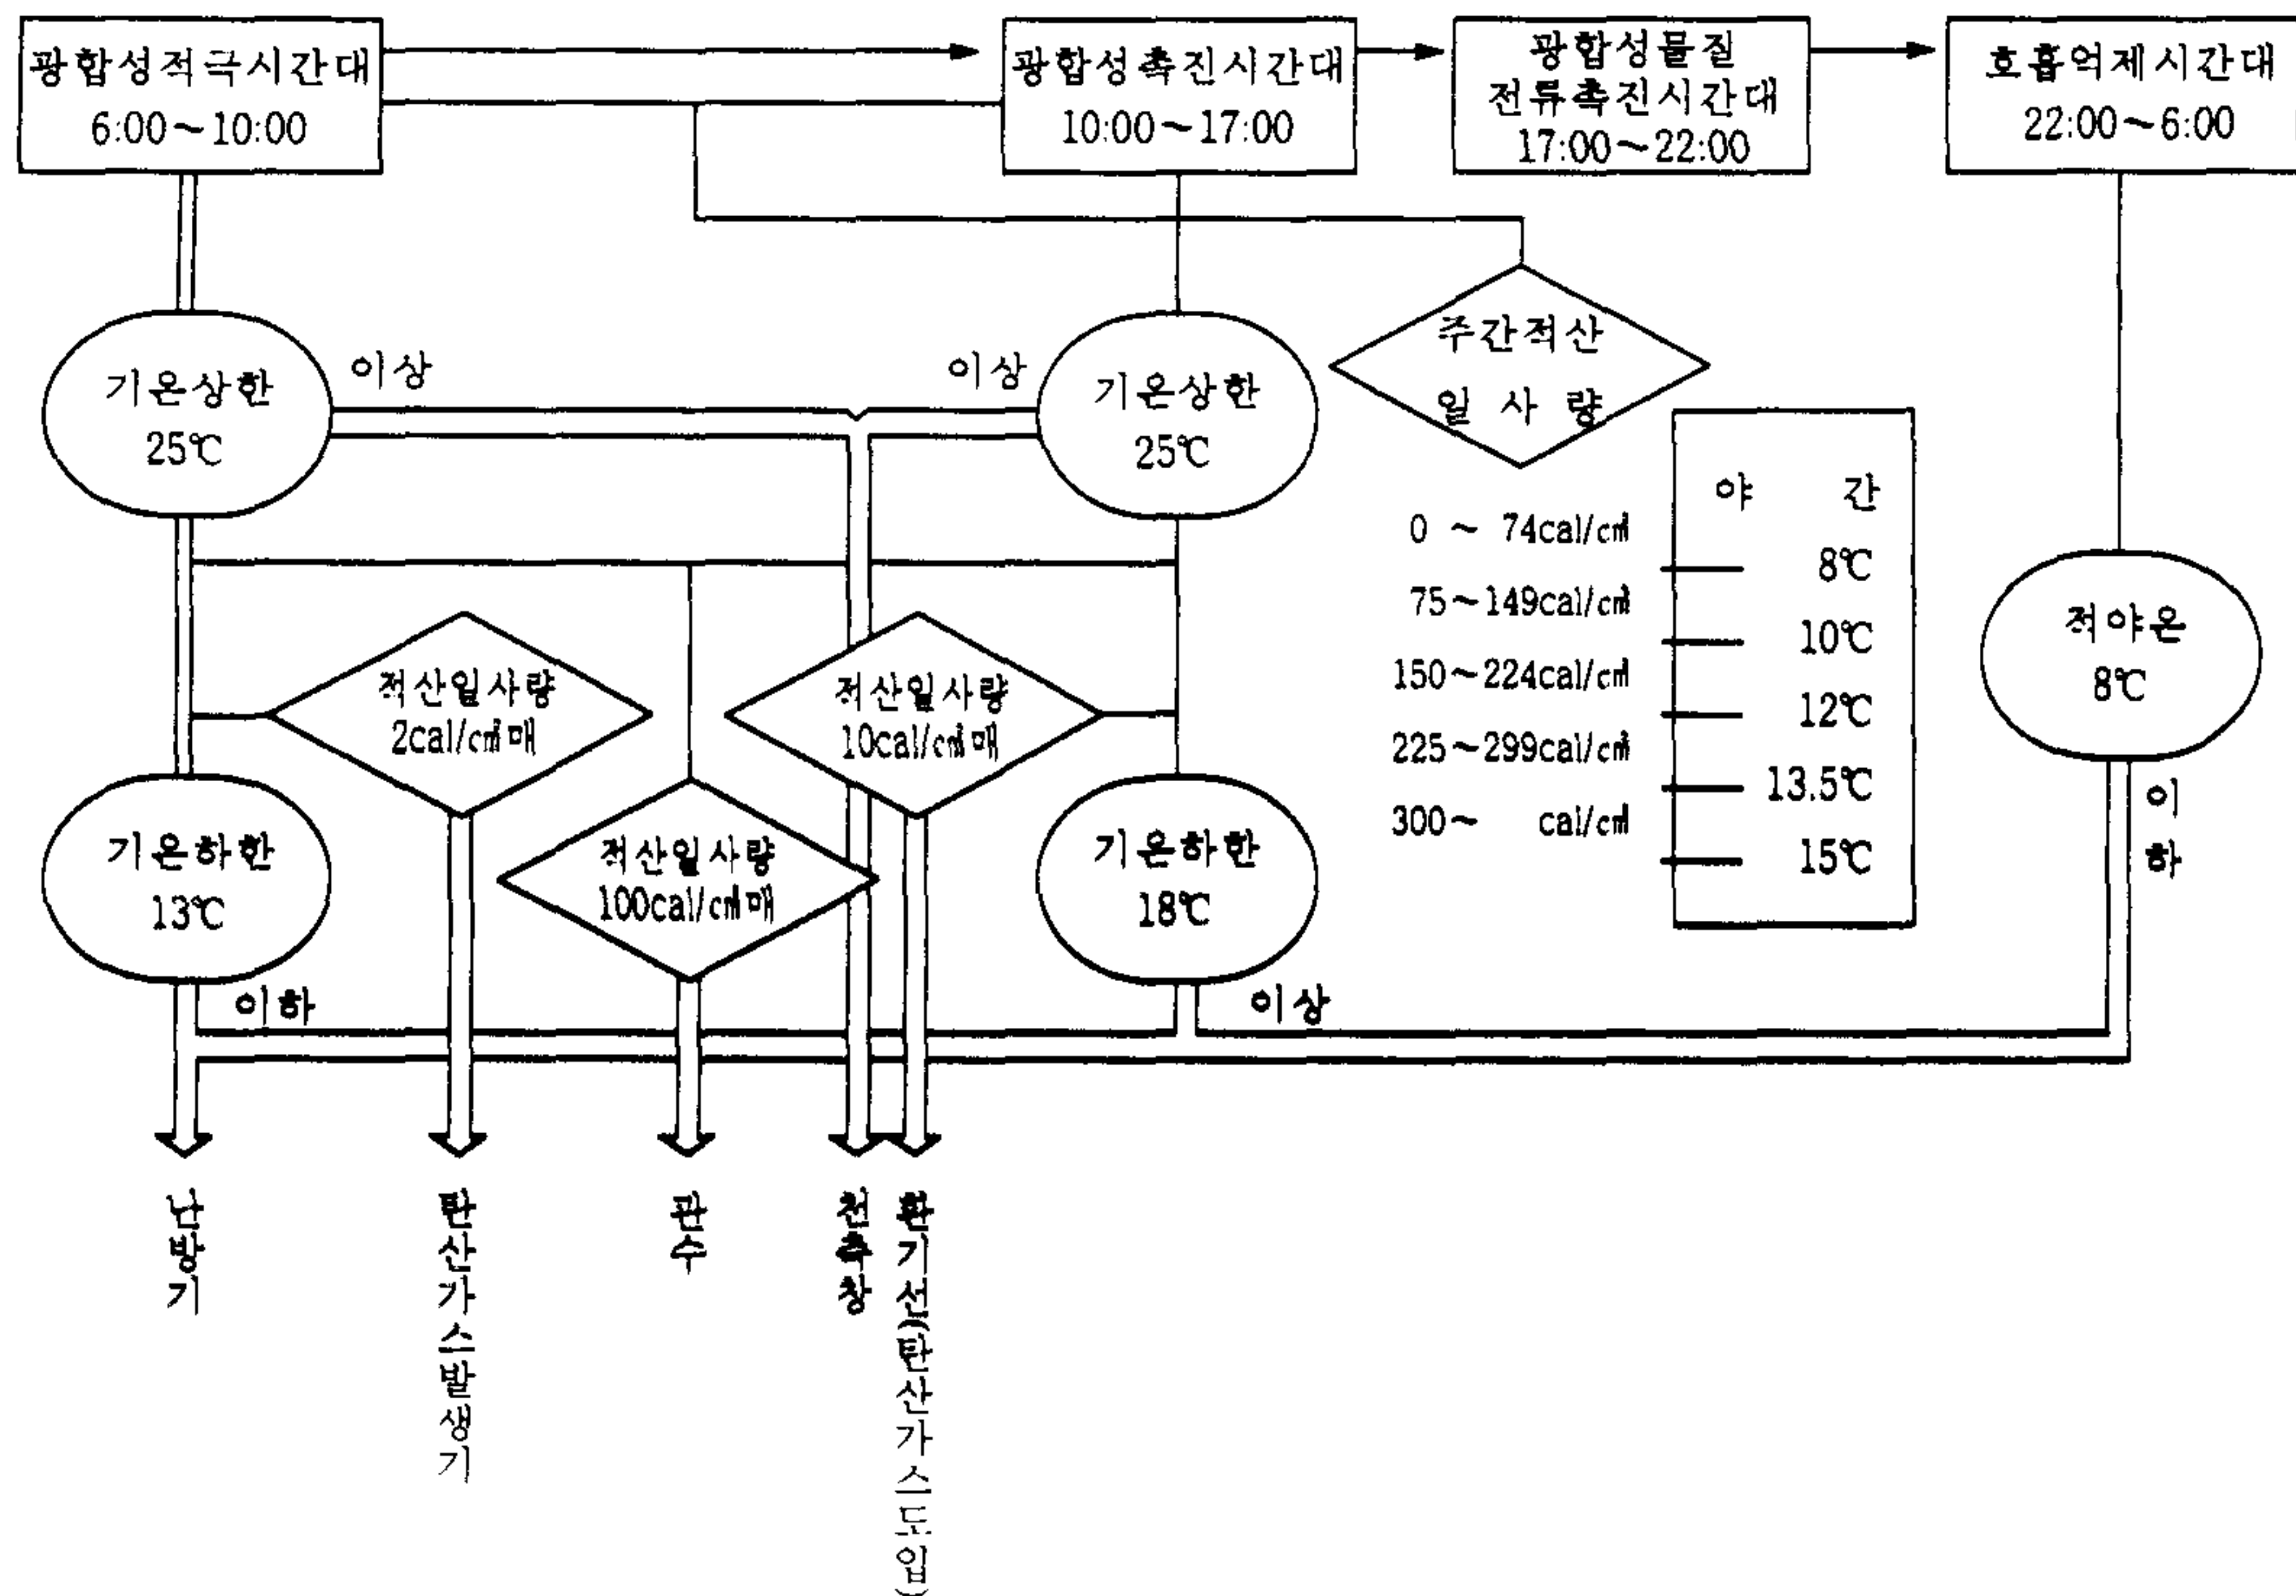 광합성적극시간대
6:00～10:00
광합성촉진시간대
10:00～17:00
광합성물질
전류촉진시간대
17:00～22:00
호흡억제시간대
22:00～6:00
기온상한
25℃
이상
이상
기온상한
25℃
주간적산
일 사 량
야 간
0 ～ 74cal/㎠
8℃
75～149cal/㎠
10℃
150～224cal/㎠
12℃
225～299cal/㎠
13.5℃
300～ cal/㎠
15℃
적야온
8℃
이하
적산일사량
2cal/㎠매
적산일사량
10cal/㎠매
적산일사량
100cal/㎠매
기온하한
13℃
이하
기온하한
18℃
이상
난방기
탄산가스발생기
관수
천측창
환기선(탄산가스도입)